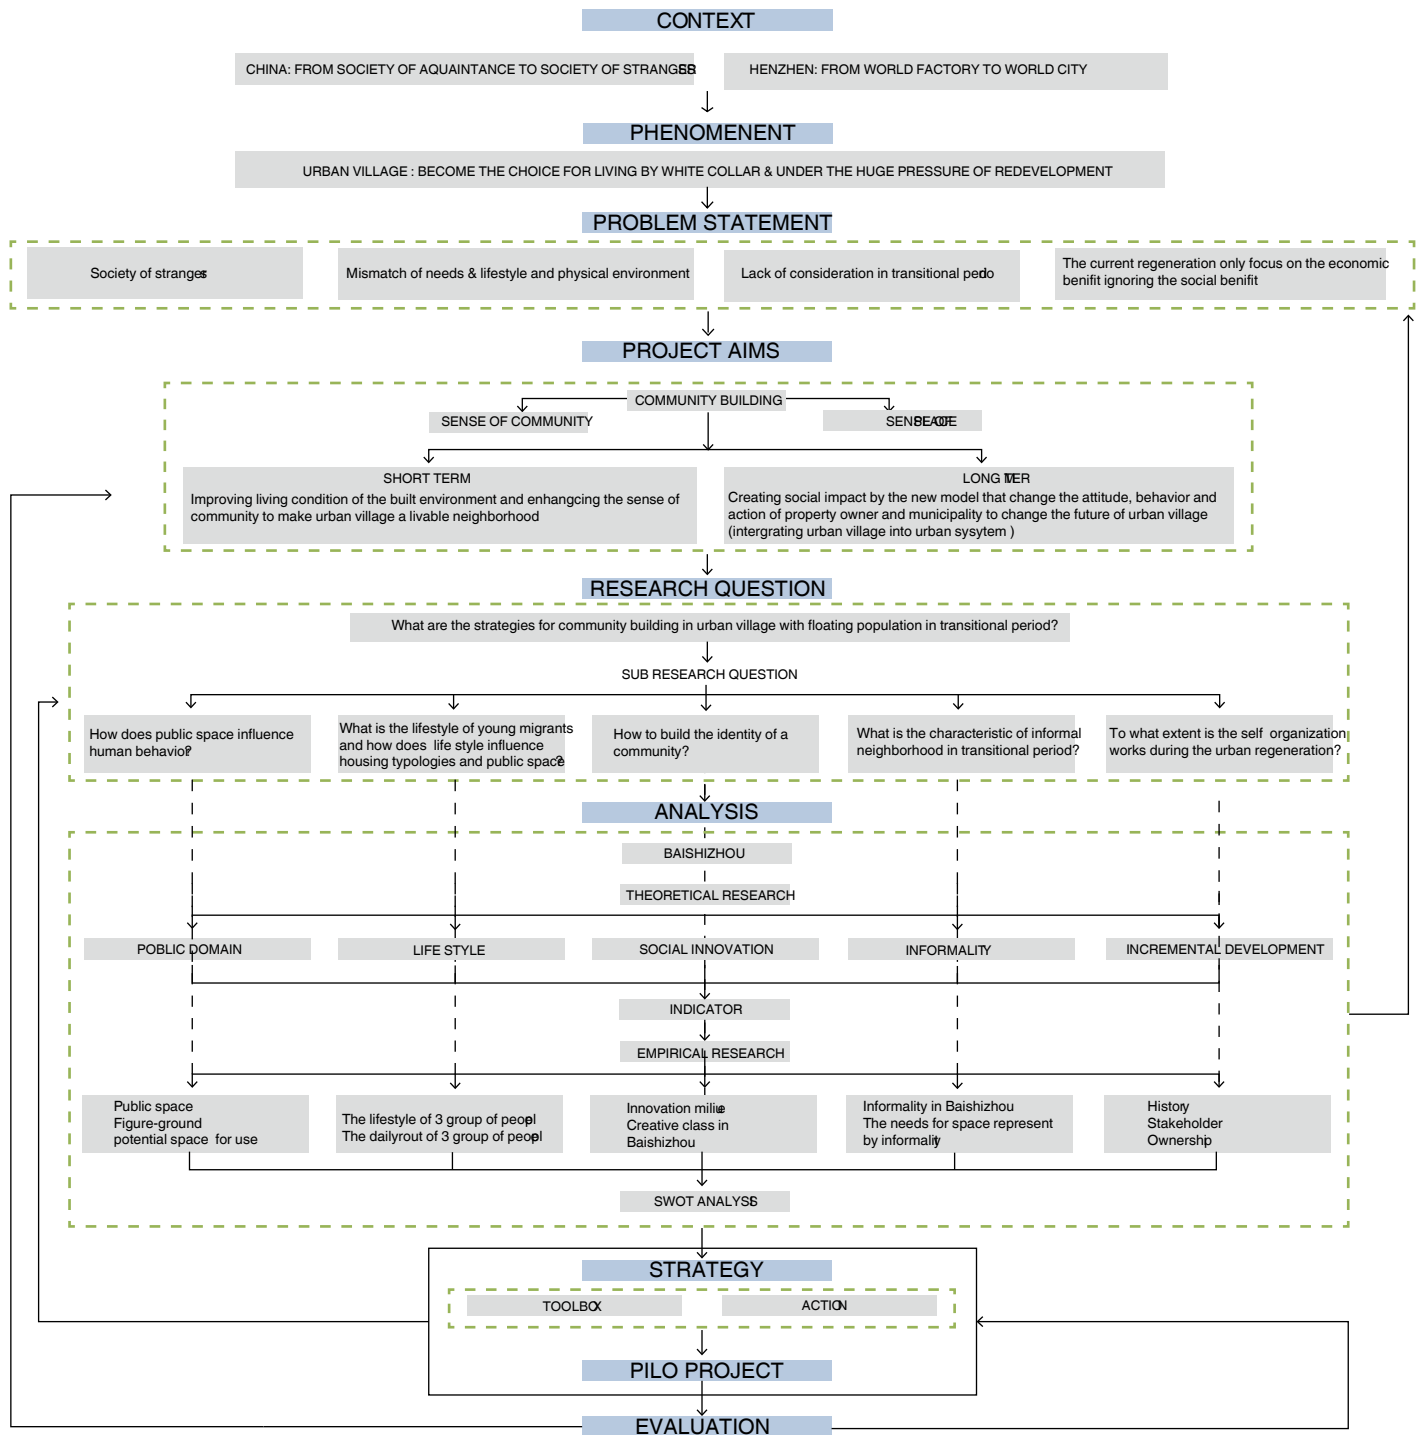 CONTEXT
CHINA: FROM SOCIETY OF AQUAINTANCE TO SOCIETY OF STRANGERS
HENZHEN: FROM WORLD FACTORY TO WORLD CITY
PHENOMENENT
URBAN VILLAGE : BECOME THE CHOICE FOR LIVING BY WHITE COLLAR & UNDER THE HUGE PRESSURE OF REDEVELOPMENT
PROBLEM STATEMENT
Society of strangers
Mismatch of needs & lifestyle and physical environment
Lack of consideration in transitional period
The current regeneration only focus on the economic
benifit ignoring the social benifit
PROJECT AIMS
COMMUNITY BUILDING
SENSE OF COMMUNITY
SENSE OF PLACE
SHORT TERM
Improving living condition of the built environment and enhangcing the sense of
community to make urban village a livable neighborhood
LONG TERM
Creating social impact by the new model that change the attitude, behavior and
action of property owner and municipality to change the future of urban village
(intergrating urban village into urban sysytem )
RESEARCH QUESTION
What are the strategies for community building in urban village with floating population in transitional period?
SUB RESEARCH QUESTION
How does public space influence
human behavior?
What is the lifestyle of young migrants
and how does life style influence
housing typologies and public space?
How to build the identity of a
community?
What is the characteristic of informal
neighborhood in transitional period?
To what extent is the self organization
works during the urban regeneration?
ANALYSIS
BAISHIZHOU
THEORETICAL RESEARCH
POBLIC DOMAIN
LIFE STYLE
SOCIAL INNOVATION
INFORMALITY
INCREMENTAL DEVELOPMENT
INDICATOR
EMPIRICAL RESEARCH
Public space
Figure-ground
potential space for use
The lifestyle of 3 group of peopel
The dailyrout of 3 group of peopel
Innovation milieu
Creative class in
Baishizhou
Informality in Baishizhou
The needs for space represent
by informality
History
Stakeholder
Ownership
SWOT ANALYSIS
STRATEGY
TOOLBOX
ACTION
PILO PROJECT
EVALUATION